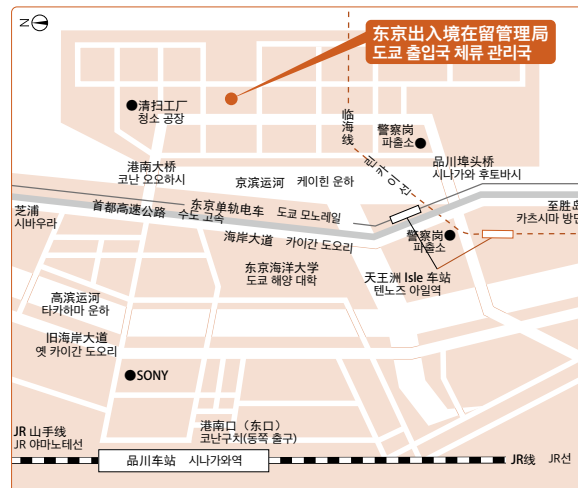 N
东京出入境在留管理局
도쿄 출입국 체류 관리국
清扫工厂
청소 공장
临海线
린카이선
警察岗
파출소
港南大桥
코난 오오하시
品川埠头桥
시나가와 후토바시
京滨运河 케이힌 운하
芝浦
시바우라
首都高速公路 수도 고속
东京单轨电车 도쿄 모노레일
至胜岛
카츠시마 방면
海岸大道 카이간 도오리
警察岗
파출소
东京海洋大学
도쿄 해양 대학
天王洲 Isle 车站
텐노즈 아일역
高滨运河
타카하마 운하
旧海岸大道
옛 카이간 도오리
SONY
港南口（东口）
코난구치(동쪽 출구)
JR 山手线
JR 야마노테선
品川车站 시나가와역
JR线 JR선